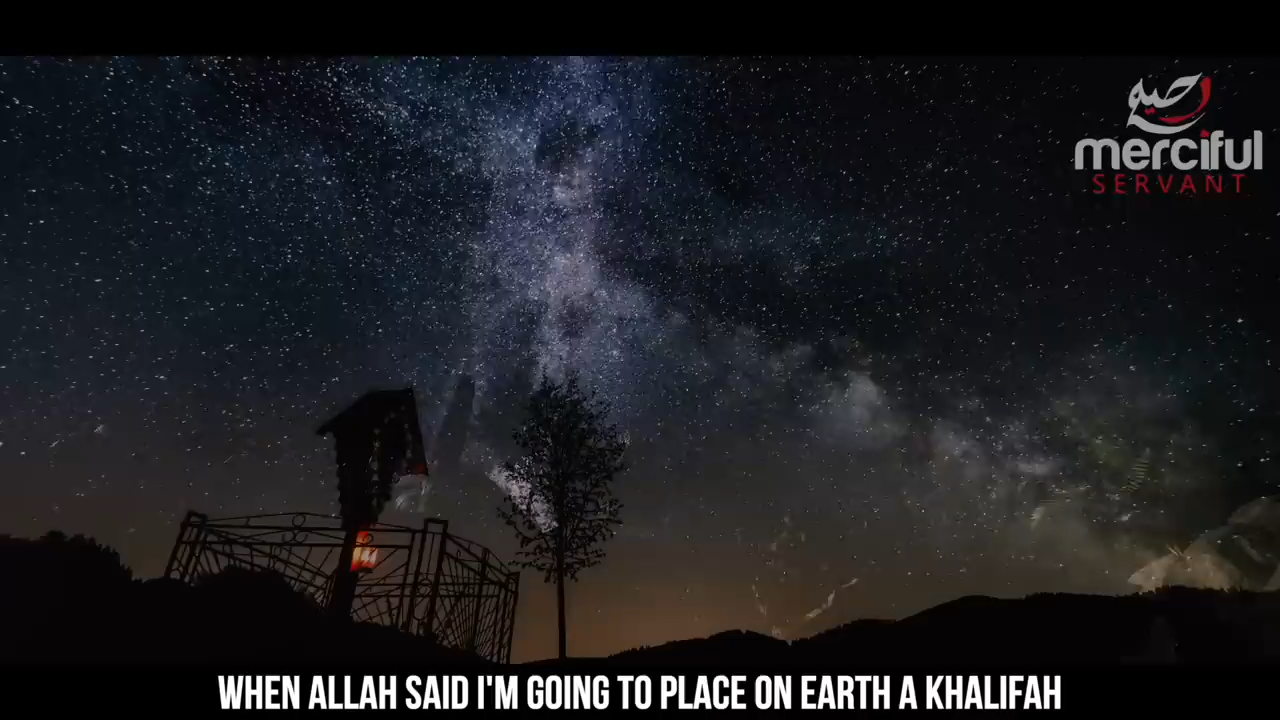 merciful
SERVANT
WHEN ALLAH SAID I'M GOING TO PLACE ON EARTH A KHALIFAH